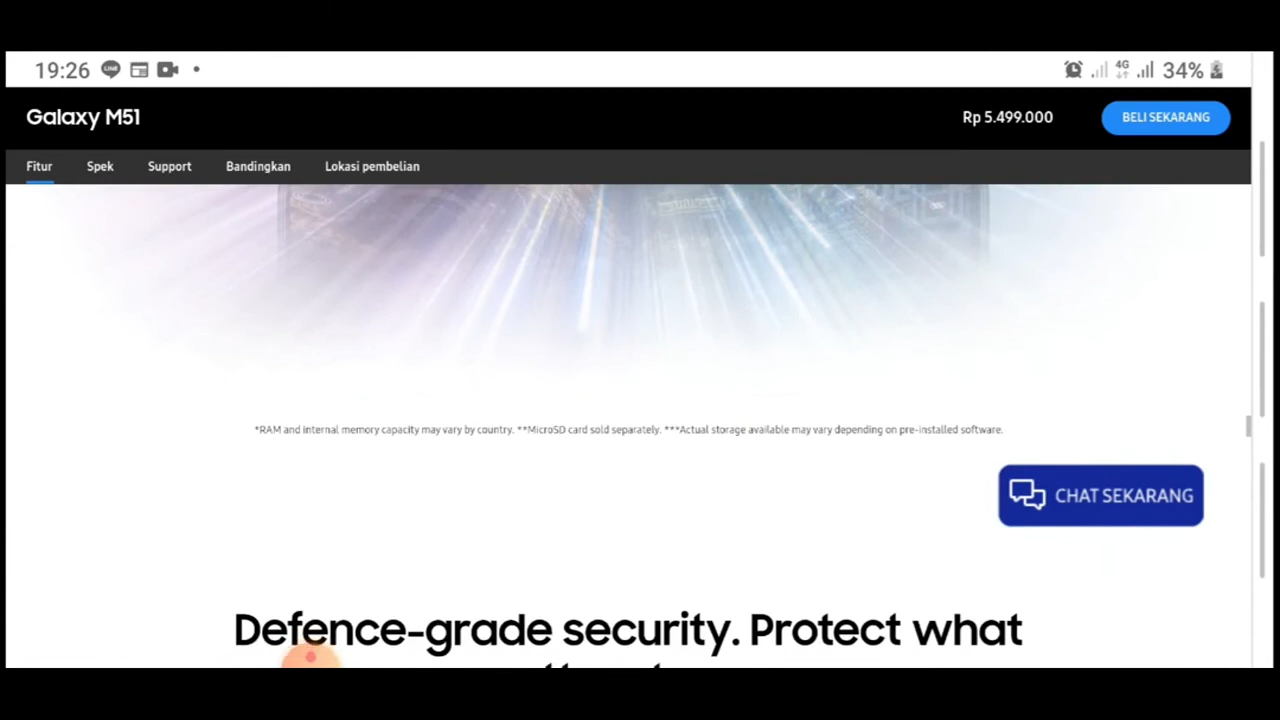 19:26 LINE 4G 34%
Galaxy M51 Rp 5.499.000 BELI SEKARANG
Fitur Spek Support Bandingkan Lokasi pembelian
*RAM and internal memory capacity may vary by country. **MicroSD card sold separately. ***Actual storage available may vary depending on pre-installed software.
CHAT SEKARANG
Defence-grade security. Protect what